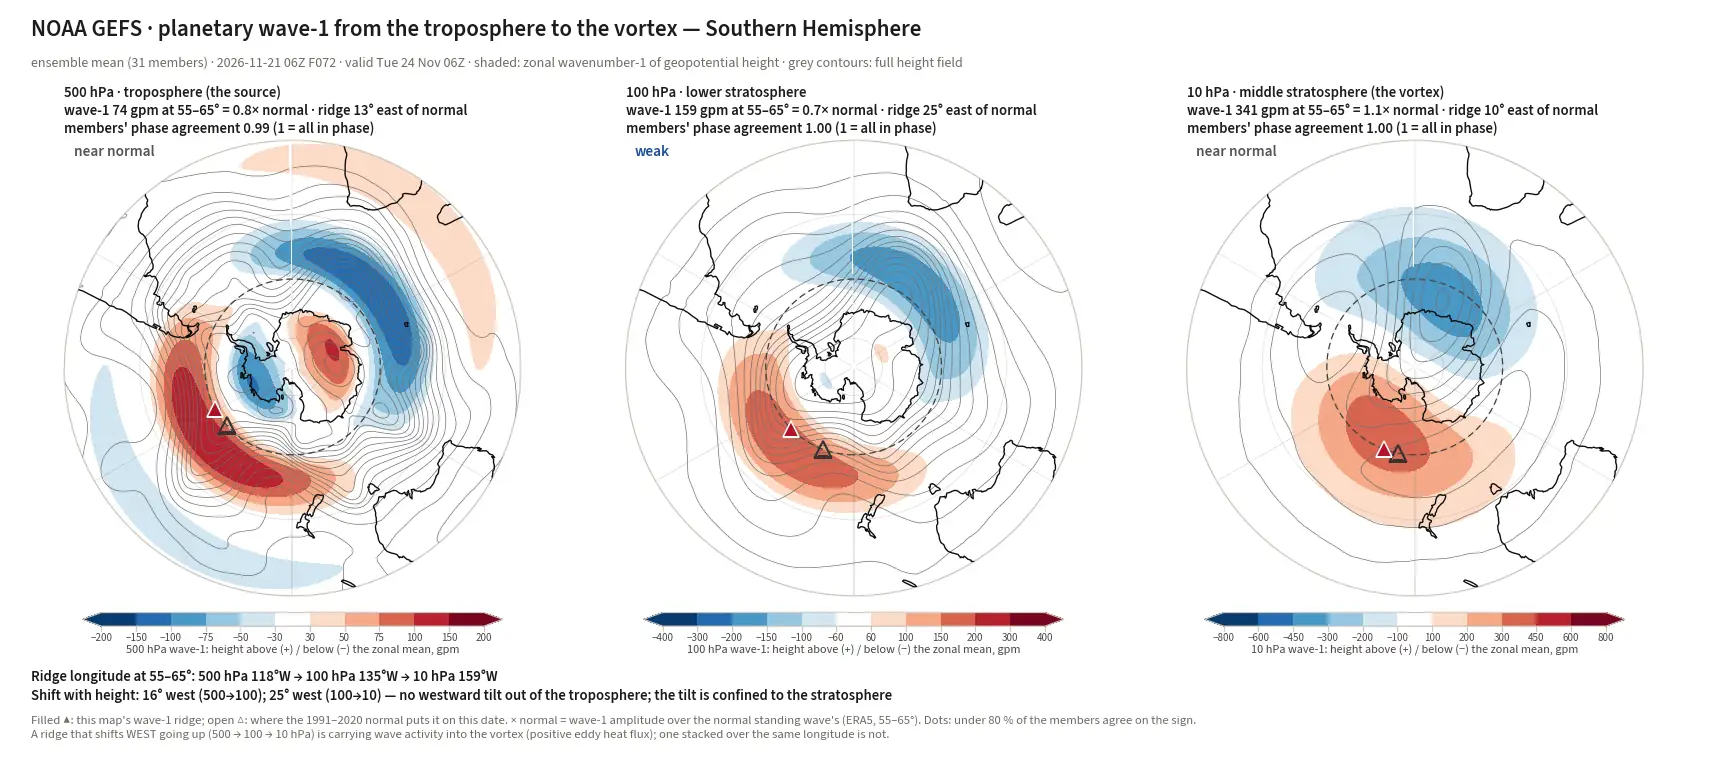 NOAA GEFS · planetary wave-1 from the troposphere to the vortex — Southern Hemisphere
ensemble mean (31 members) · 2026-11-21 06Z F072 · valid Tue 24 Nov 06Z · shaded: zonal wavenumber-1 of geopotential height · grey contours: full height field
500 hPa · troposphere (the source)
wave-1 74 gpm at 55–65° = 0.8× normal · ridge 13° east of normal
members' phase agreement 0.99 (1 = all in phase)
near normal
100 hPa · lower stratosphere
wave-1 159 gpm at 55–65° = 0.7× normal · ridge 25° east of normal
members' phase agreement 1.00 (1 = all in phase)
weak
10 hPa · middle stratosphere (the vortex)
wave-1 341 gpm at 55–65° = 1.1× normal · ridge 10° east of normal
members' phase agreement 1.00 (1 = all in phase)
near normal
−200 −150 −100 −75 −50 −30 30 50 75 100 150 200
500 hPa wave-1: height above (+) / below (−) the zonal mean, gpm
−400 −300 −200 −150 −100 −60 60 100 150 200 300 400
100 hPa wave-1: height above (+) / below (−) the zonal mean, gpm
−800 −600 −450 −300 −200 −100 100 200 300 450 600 800
10 hPa wave-1: height above (+) / below (−) the zonal mean, gpm
Ridge longitude at 55–65°: 500 hPa 118°W → 100 hPa 135°W → 10 hPa 159°W
Shift with height: 16° west (500→100); 25° west (100→10) — no westward tilt out of the troposphere; the tilt is confined to the stratosphere
Filled ▲: this map's wave-1 ridge; open △: where the 1991–2020 normal puts it on this date. × normal = wave-1 amplitude over the normal standing wave's (ERA5, 55–65°). Dots: under 80 % of the members agree on the sign.
A ridge that shifts WEST going up (500 → 100 → 10 hPa) is carrying wave activity into the vortex (positive eddy heat flux); one stacked over the same longitude is not.